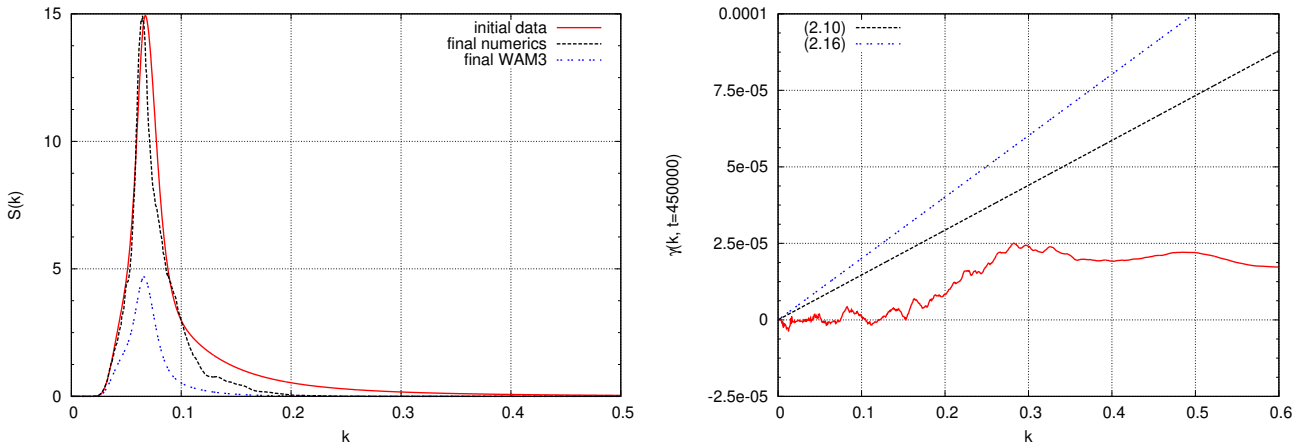 15
10
5
0
S(k)
0
0.1
0.2
0.3
0.4
0.5
k
initial data
final numerics
final WAM3
0.0001
7.5e-05
5e-05
2.5e-05
0
-2.5e-05
γ(k, t=450000)
0
0.1
0.2
0.3
0.4
0.5
0.6
k
(2.10)
(2.16)